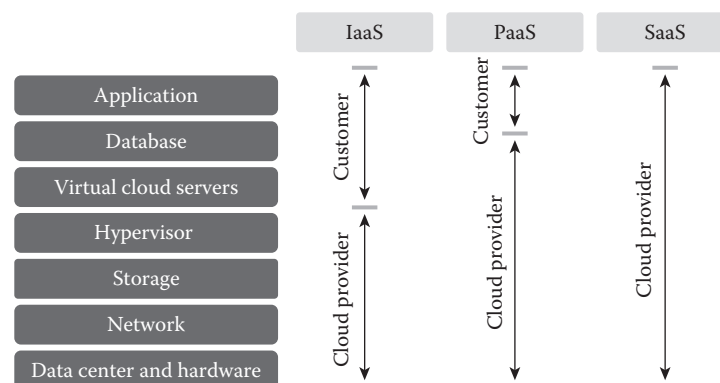 IaaS
PaaS
SaaS
Application
Database
Virtual cloud servers
Hypervisor
Storage
Network
Data center and hardware
Customer
Cloud provider
Customer
Cloud provider
Cloud provider